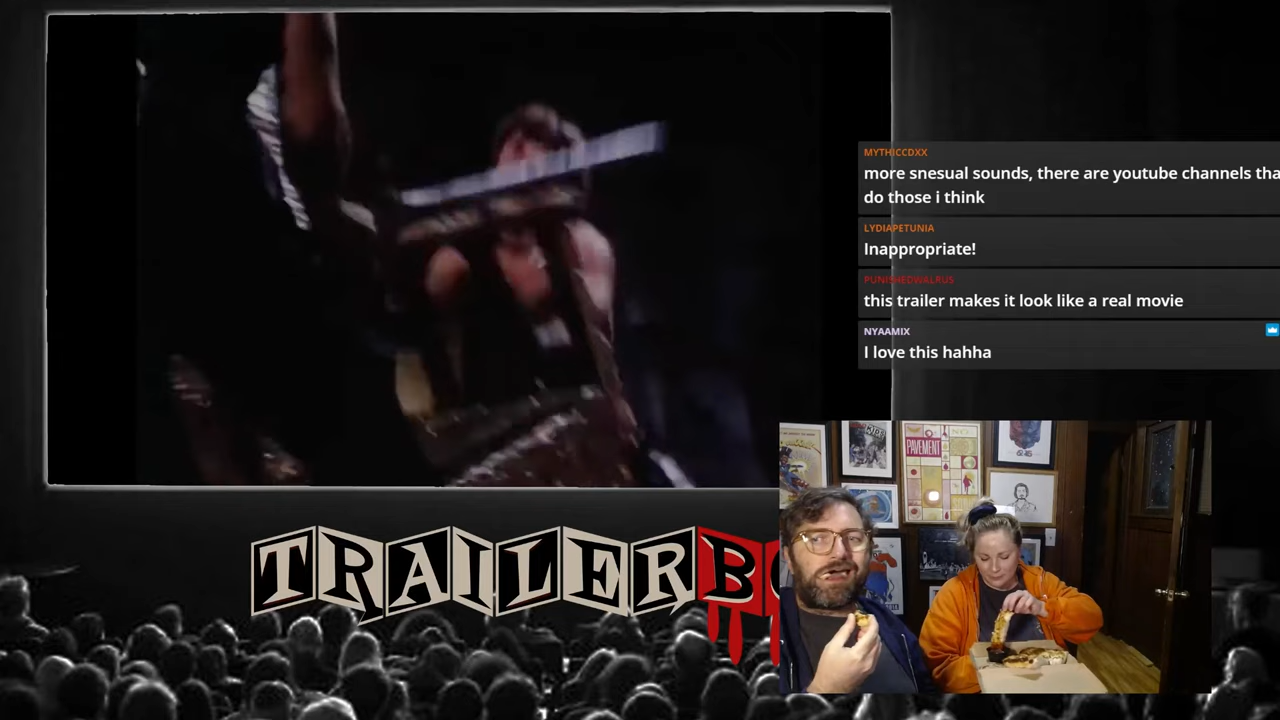 MYTHICCDXX
more snesual sounds, there are youtube channels tha
do those i think
LYDIAPETUNIA
Inappropriate!
PUNISHEDWALRUS
this trailer makes it look like a real movie
NYAAMIX
I love this hahha
PAVEMENT
TRAILERB